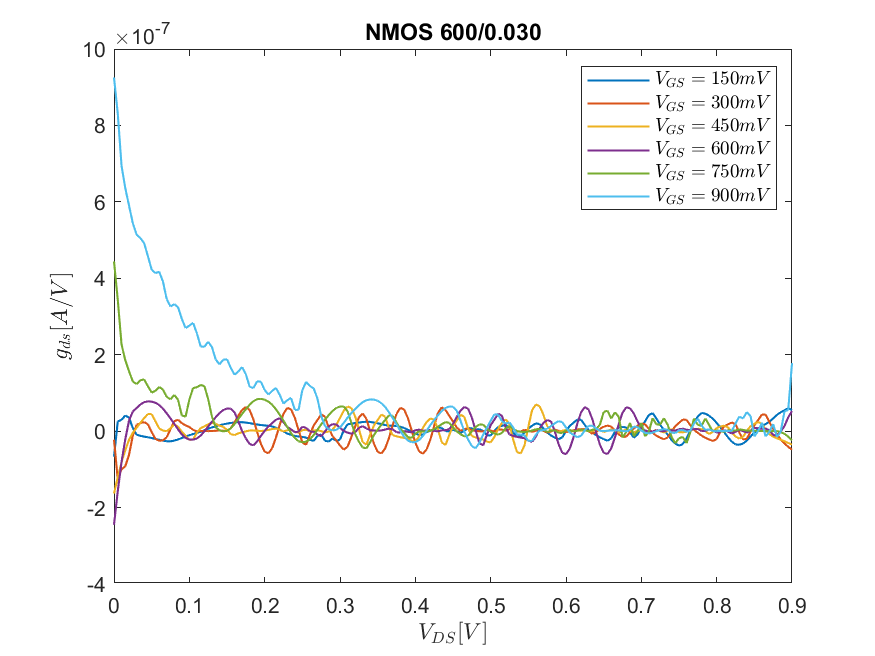 NMOS 600/0.030
×10^-7
V_GS = 150mV
V_GS = 300mV
V_GS = 450mV
V_GS = 600mV
V_GS = 750mV
V_GS = 900mV
10
8
6
4
2
0
-2
-4
g_ds[A/V]
0 0.1 0.2 0.3 0.4 0.5 0.6 0.7 0.8 0.9
V_DS[V]